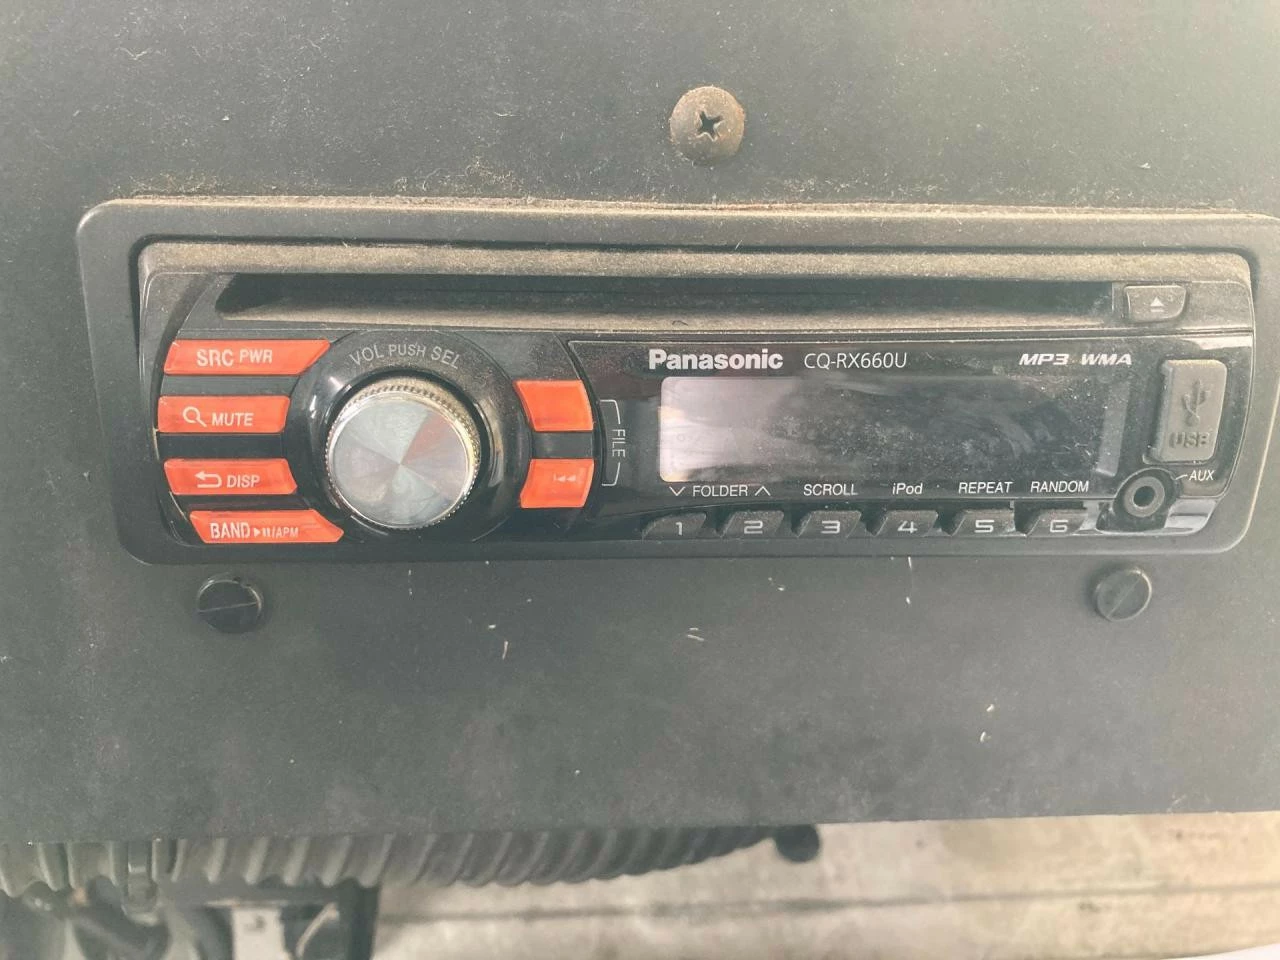 Panasonic CQ-RX660U MP3 WMA
SRC PWR
VOL PUSH SEL
MUTE
DISP
BAND ▶II/APM
FILE
USB
AUX
∨ FOLDER ∧ SCROLL iPod REPEAT RANDOM
1 2 3 4 5 6